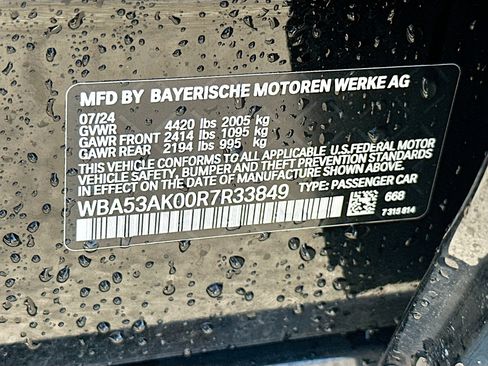 MFD BY BAYERISCHE MOTOREN WERKE AG
07/24
GVWR 4420 lbs 2005 kg
GAWR FRONT 2414 lbs 1095 kg
GAWR REAR 2194 lbs 995 kg
THIS VEHICLE CONFORMS TO ALL APPLICABLE U.S.FEDERAL MOTOR
VEHICLE SAFETY, BUMPER AND THEFT PREVENTION STANDARDS
IN EFFECT ON THE DATE OF MANUFACTURE SHOWN ABOVE.
WBA53AK00R7R33849 TYPE: PASSENGER CAR
668
7 315 814